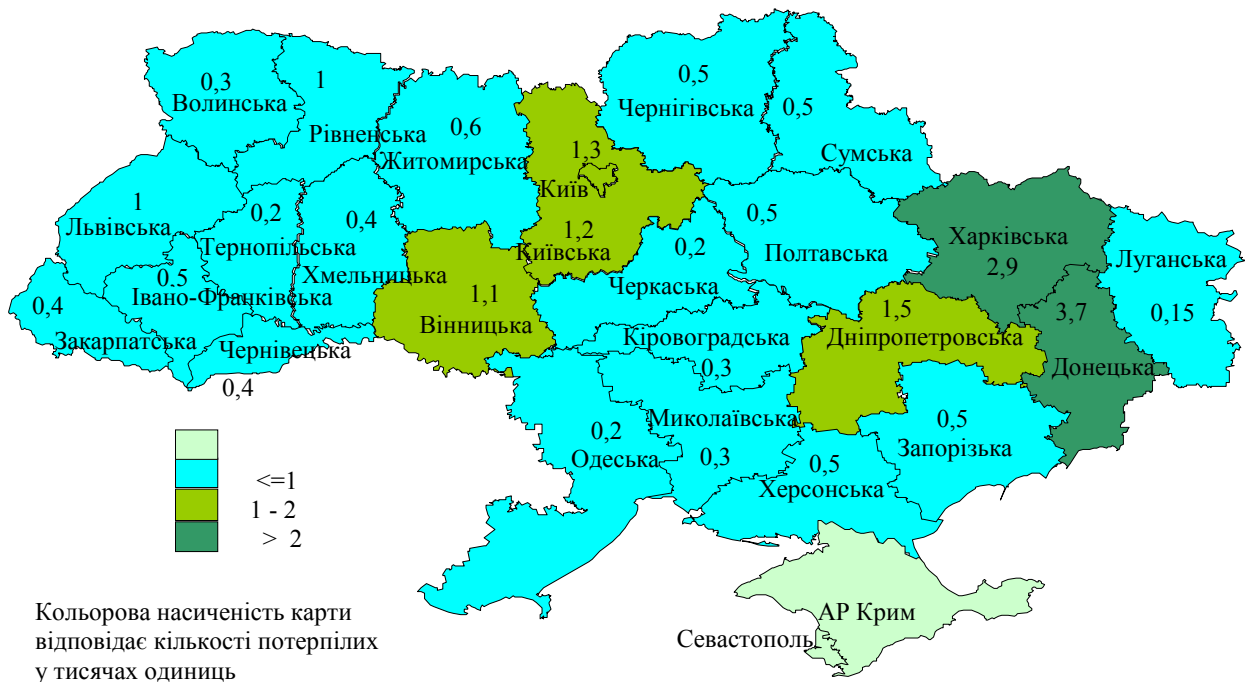 0,3
Волинська
1
Рівненська
0,6
Житомирська
1,3
Київ
1,2
Київська
0,5
Чернігівська
0,5
Сумська
1
Львівська
0,2
Тернопільська
0,4
Хмельницька
0,5
Івано-Франківська
0,4
Закарпатська
Чернівецька
0,4
1,1
Вінницька
0,2
Черкаська
0,5
Полтавська
Харківська
2,9
Луганська
0,15
Кіровоградська
0,3
1,5
Дніпропетровська
3,7
Донецька
0,2
Одеська
Миколаївська
0,3
0,5
Херсонська
0,5
Запорізька
АР Крим
Севастополь
<=1
1 - 2
> 2
Кольорова насиченість карти
відповідає кількості потерпілих
у тисячах одиниць